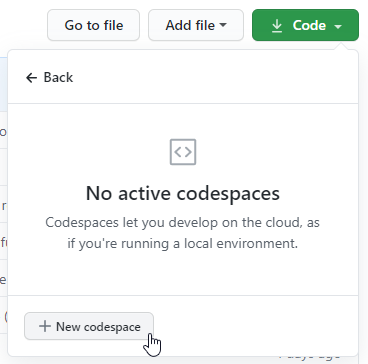 Go to file
Add file
Code
Back
No active codespaces
Codespaces let you develop on the cloud, as
if you're running a local environment.
New codespace